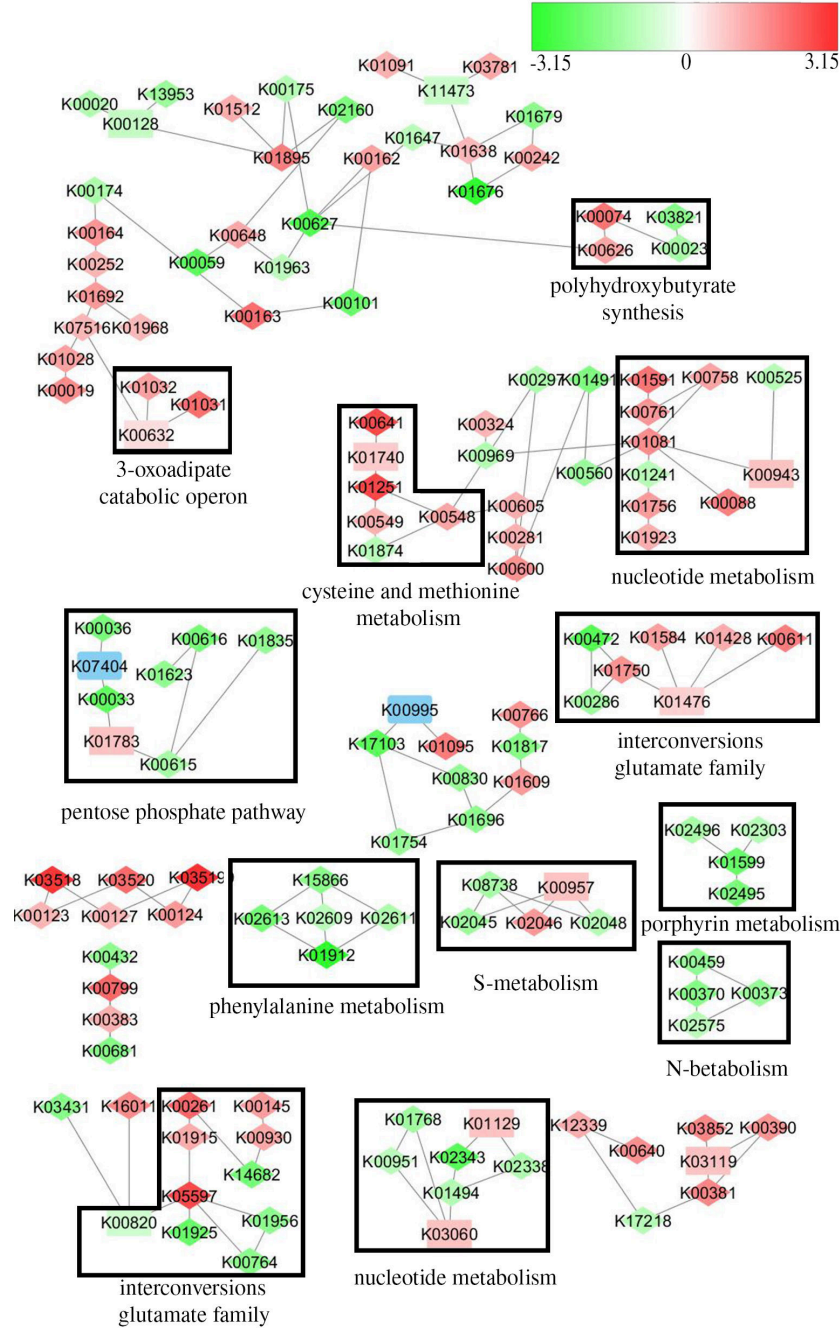 -3.15 0 3.15
K01091 K03781
K00020 K13953 K00175 K11473
K00128 K01512 K02160 K01679
K01895 K00162 K01647 K01638 K00242
K00174 K01676
K00164 K00648 K00627 K00074 K03821
K00252 K00059 K01963 K00626 K00023
polyhydroxybutyrate
synthesis
K01692 K00163 K00101
K07516 K01968
K01028
K00019 K01032 K01031
K00632
3-oxoadipate
catabolic operon
K00297 K01491 K01591 K00758 K00525
K00641 K00324 K00761
K01740 K00969 K01081
K01251 K00560 K01241 K00943
K00549 K00548 K00605 K01756 K00088
K01874 K00281 K01923
K00600
cysteine and methionine
metabolism
nucleotide metabolism
K00036 K00616 K01835
K07404 K01623
K00033
K01783
K00615
pentose phosphate pathway
K00472 K01584 K01428 K00611
K01750
K00286 K01476
interconversions
glutamate family
K00995 K00766
K17103 K01095 K01817
K00830 K01609
K01696
K01754
K02496 K02303
K01599
K02495
porphyrin metabolism
K03518 K03520 K03519
K00123 K00127 K00124
K15866
K02613 K02609 K02611
K01912
phenylalanine metabolism
K08738 K00957
K02045 K02046 K02048
S-metabolism
K00459
K00370 K00373
K02575
N-betabolism
K00432
K00799
K00383
K00681
K03431 K16011 K00261 K00145
K01915 K00930
K14682
K05597
K00820 K01925 K01956
K00764
interconversions
glutamate family
K01768 K01129
K00951 K02343 K02338
K01494
K03060
nucleotide metabolism
K12339 K03852 K00390
K00640 K03119
K00381
K17218